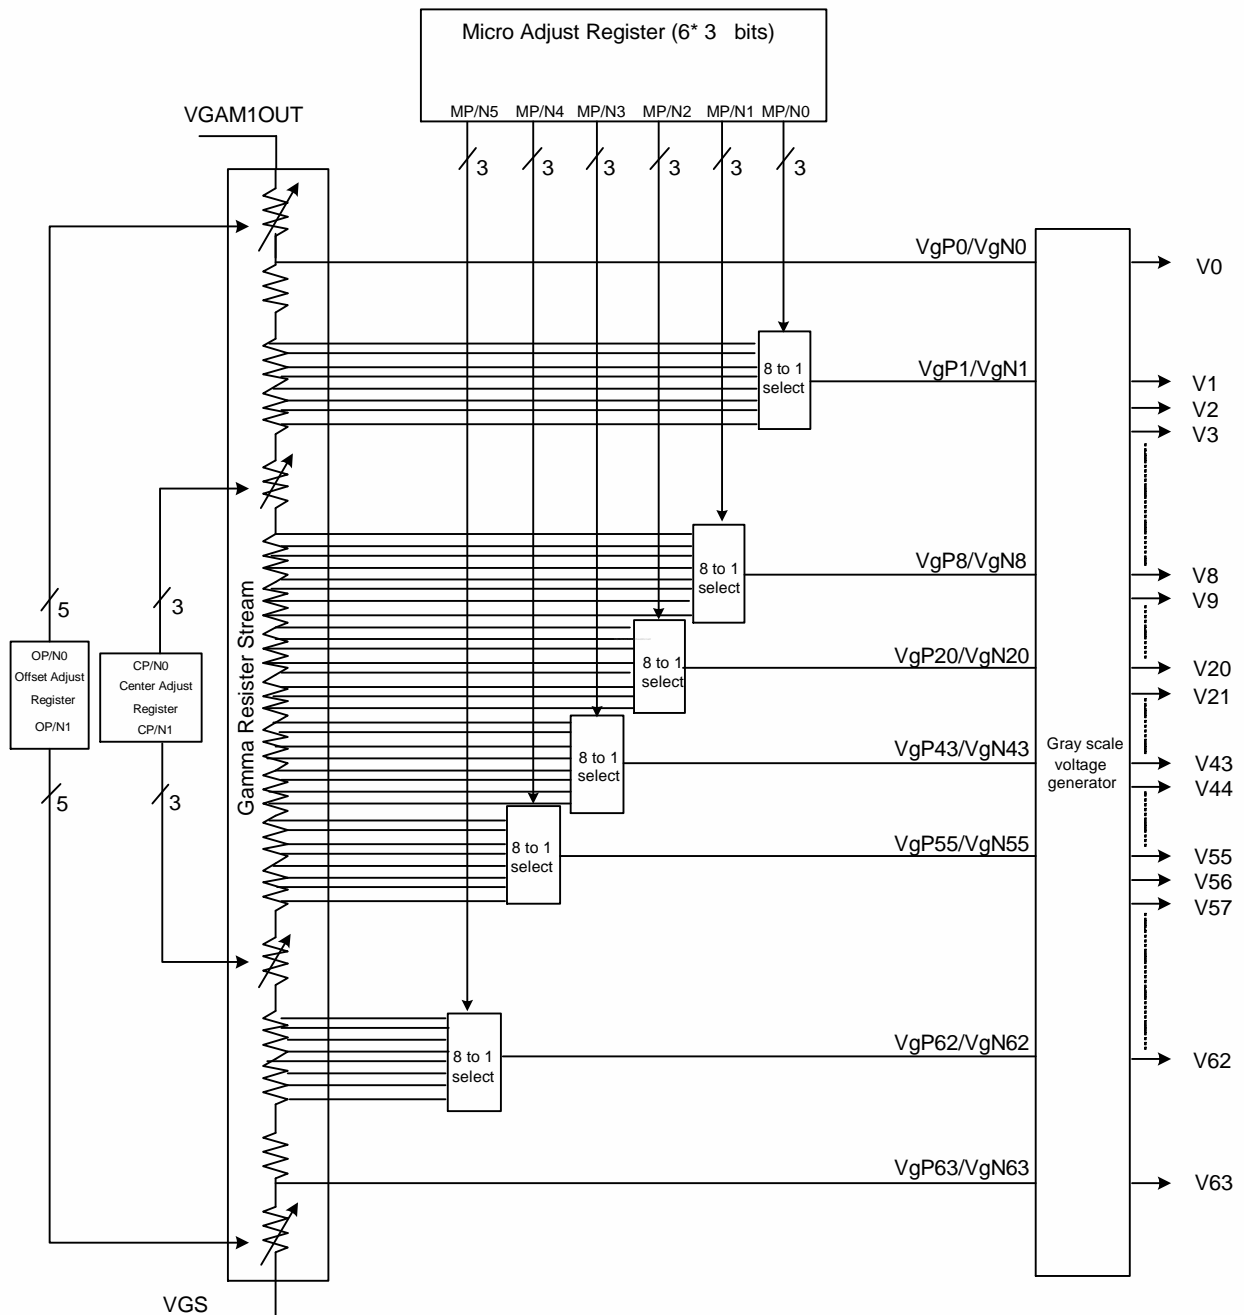 Micro Adjust Register (6* 3 bits)
MP/N5 MP/N4 MP/N3 MP/N2 MP/N1 MP/N0
VGAM1OUT
3 3 3 3 3 3
VgP0/VgN0
V0
8 to 1
select
VgP1/VgN1
V1
V2
V3
8 to 1
select
VgP8/VgN8
V8
V9
5
3
OP/N0
Offset Adjust
Register
OP/N1
CP/N0
Center Adjust
Register
CP/N1
5
3
Gamma Resister Stream
8 to 1
select
VgP20/VgN20
V20
V21
8 to 1
select
VgP43/VgN43
Gray scale
voltage
generator
V43
V44
8 to 1
select
VgP55/VgN55
V55
V56
V57
8 to 1
select
VgP62/VgN62
V62
VgP63/VgN63
V63
VGS